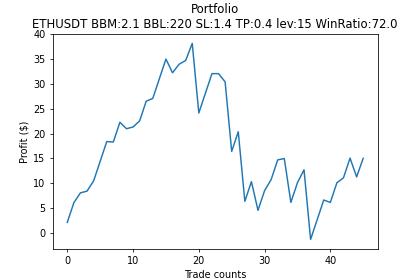 Portfolio
ETHUSDT BBM:2.1 BBL:220 SL:1.4 TP:0.4 lev:15 WinRatio:72.0
40
35
30
25
20
15
10
5
0
Profit ($)
0 10 20 30 40
Trade counts